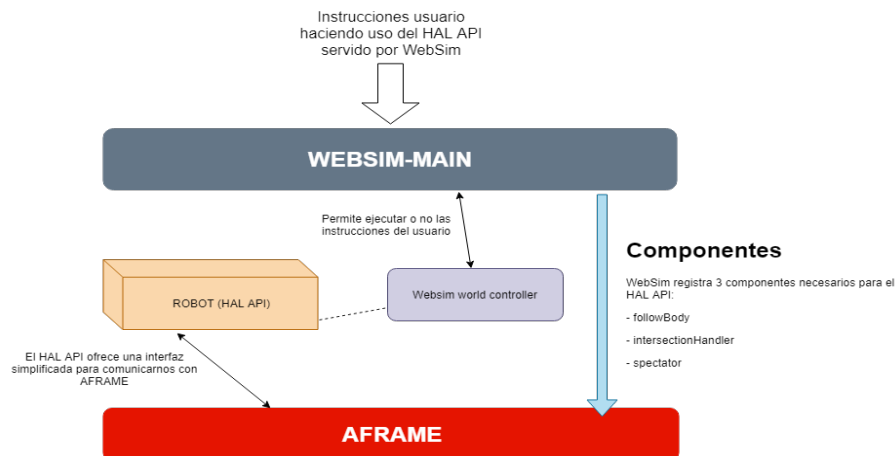 Instrucciones usuario
haciendo uso del HAL API
servido por WebSim
WEBSIM-MAIN
Permite ejecutar o no las
instrucciones del usuario
Componentes
WebSim registra 3 componentes necesarios para el
HAL API:
- followBody
- intersectionHandler
- spectator
ROBOT (HAL API)
Websim world controller
El HAL API ofrece una interfaz
simplificada para comunicarnos con
AFRAME
AFRAME